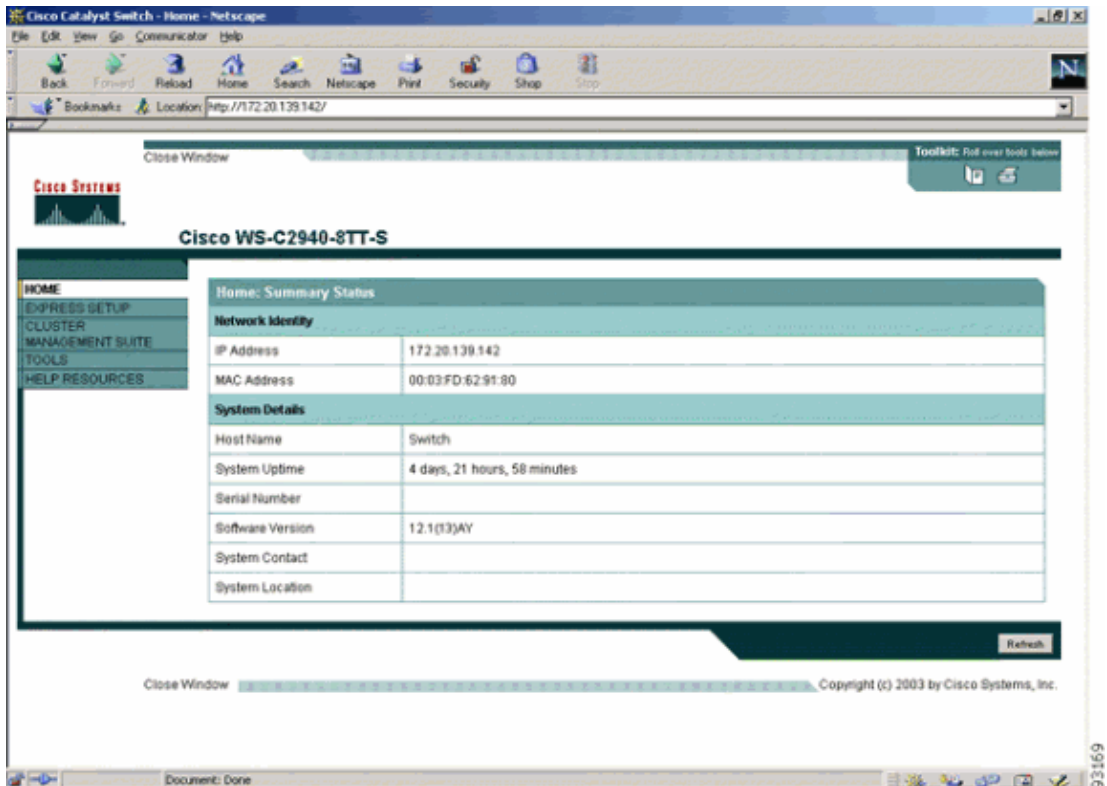 Cisco Catalyst Switch - Home - Netscape
File Edit View Go Communicator Help
Back Forward Reload Home Search Netscape Print Security Shop Stop
N
Bookmarks Location: http://172.20.139.142/
Close Window
Toolkit: Roll over tools below
CISCO SYSTEMS
Cisco WS-C2940-8TT-S
HOME
EXPRESS SETUP
CLUSTER
MANAGEMENT SUITE
TOOLS
HELP RESOURCES
Home: Summary Status
Network Identity
IP Address 172.20.139.142
MAC Address 00:03:FD:62:91:80
System Details
Host Name Switch
System Uptime 4 days, 21 hours, 58 minutes
Serial Number
Software Version 12.1(13)AY
System Contact
System Location
Refresh
Close Window
Copyright (c) 2003 by Cisco Systems, Inc.
Document: Done
93169